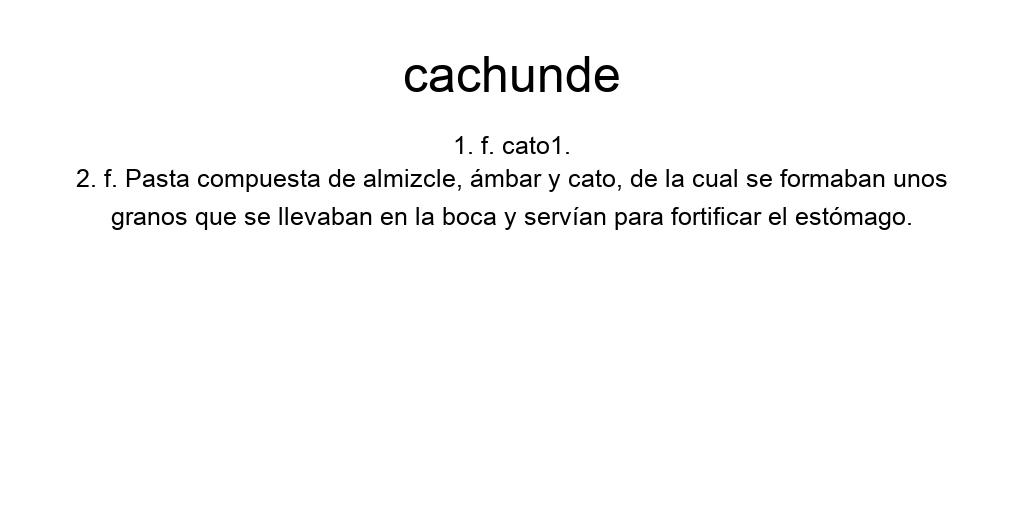 cachunde
1. f. cato1.
2. f. Pasta compuesta de almizcle, ámbar y cato, de la cual se formaban unos
granos que se llevaban en la boca y servían para fortificar el estómago.